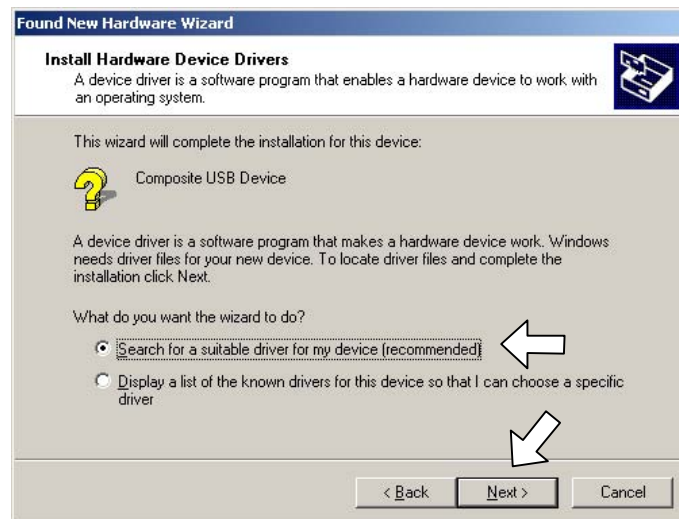 Found New Hardware Wizard
Install Hardware Device Drivers
A device driver is a software program that enables a hardware device to work with
an operating system.
This wizard will complete the installation for this device:
Composite USB Device
A device driver is a software program that makes a hardware device work. Windows
needs driver files for your new device. To locate driver files and complete the
installation click Next.
What do you want the wizard to do?
Search for a suitable driver for my device (recommended)
Display a list of the known drivers for this device so that I can choose a specific
driver
< Back Next > Cancel